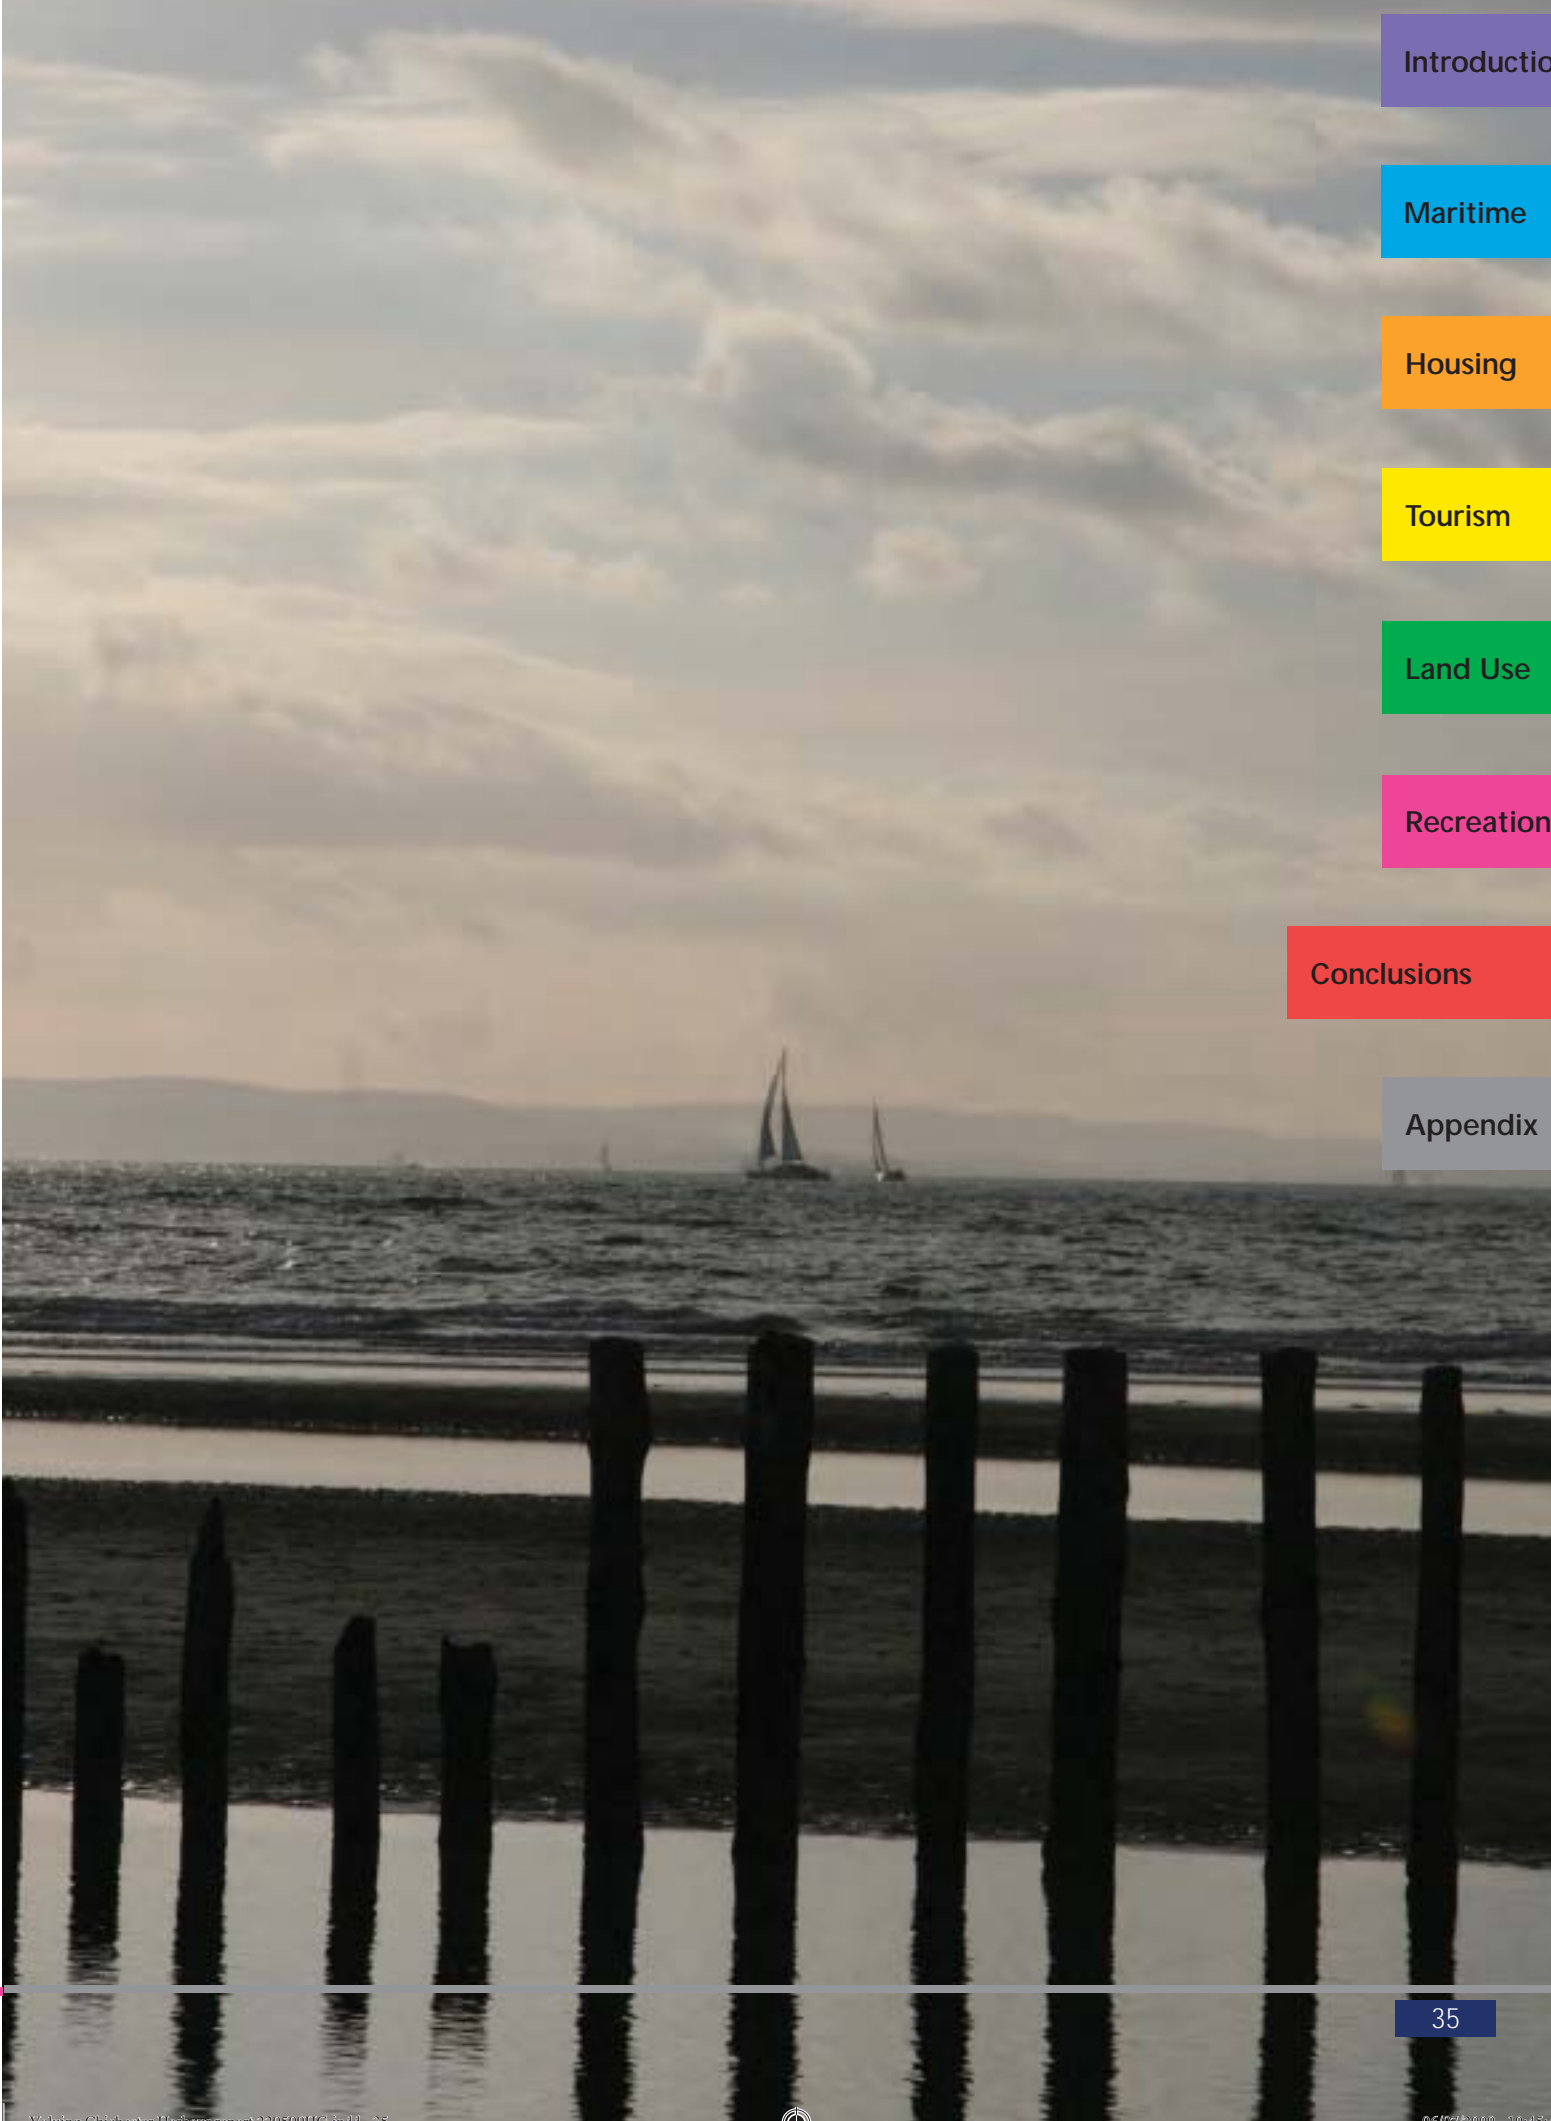 Introductio
Maritime
Housing
Tourism
Land Use
Recreation
Conclusions
Appendix
35